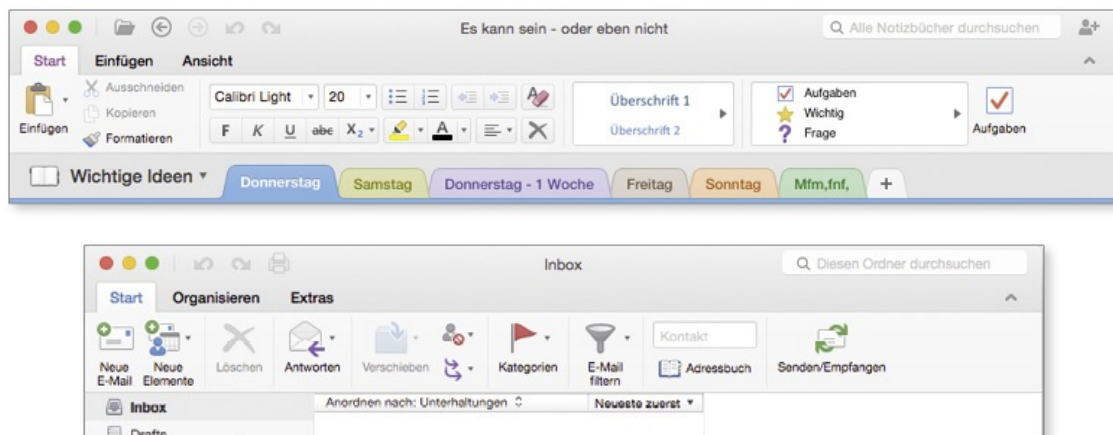 Es kann sein - oder eben nicht
Alle Notizbücher durchsuchen
Start Einfügen Ansicht
Einfügen
Ausschneiden
Kopieren
Formatieren
Calibri Light 20
F K U abc X₂ A
Überschrift 1
Überschrift 2
Aufgaben
Wichtig
Frage
Aufgaben
Wichtige Ideen Donnerstag Samstag Donnerstag - 1 Woche Freitag Sonntag Mfm,fnf, +
Inbox
Diesen Ordner durchsuchen
Start Organisieren Extras
Neue
E-Mail
Neue
Elemente
Löschen
Antworten
Verschieben
Kategorien
E-Mail
filtern
Kontakt
Adressbuch
Senden/Empfangen
Inbox
Anordnen nach: Unterhaltungen Neueste zuerst
Drafts